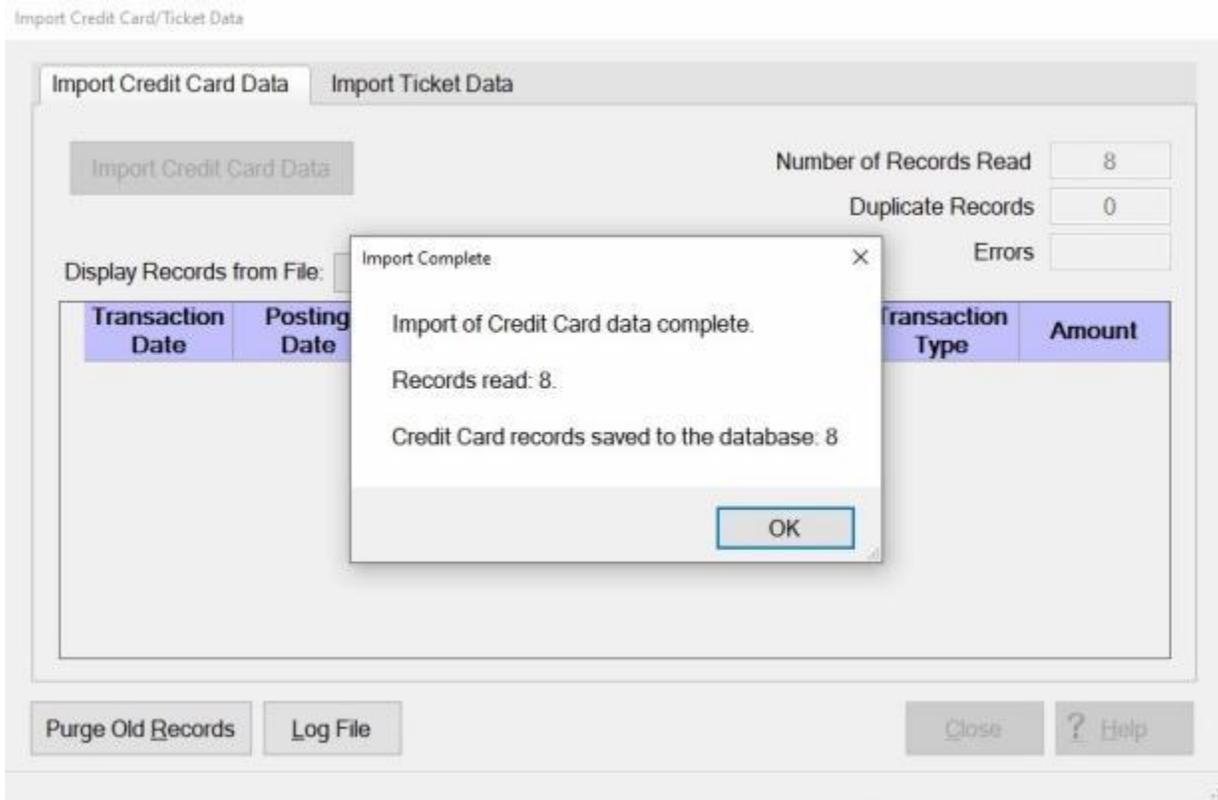 Import Credit Card/Ticket Data
Import Credit Card Data
Import Ticket Data
Import Credit Card Data
Number of Records Read 8
Duplicate Records 0
Errors
Display Records from File:
Import Complete
Import of Credit Card data complete.
Records read: 8.
Credit Card records saved to the database: 8
OK
Transaction Date
Posting Date
Transaction Type
Amount
Purge Old Records
Log File
Close
? Help